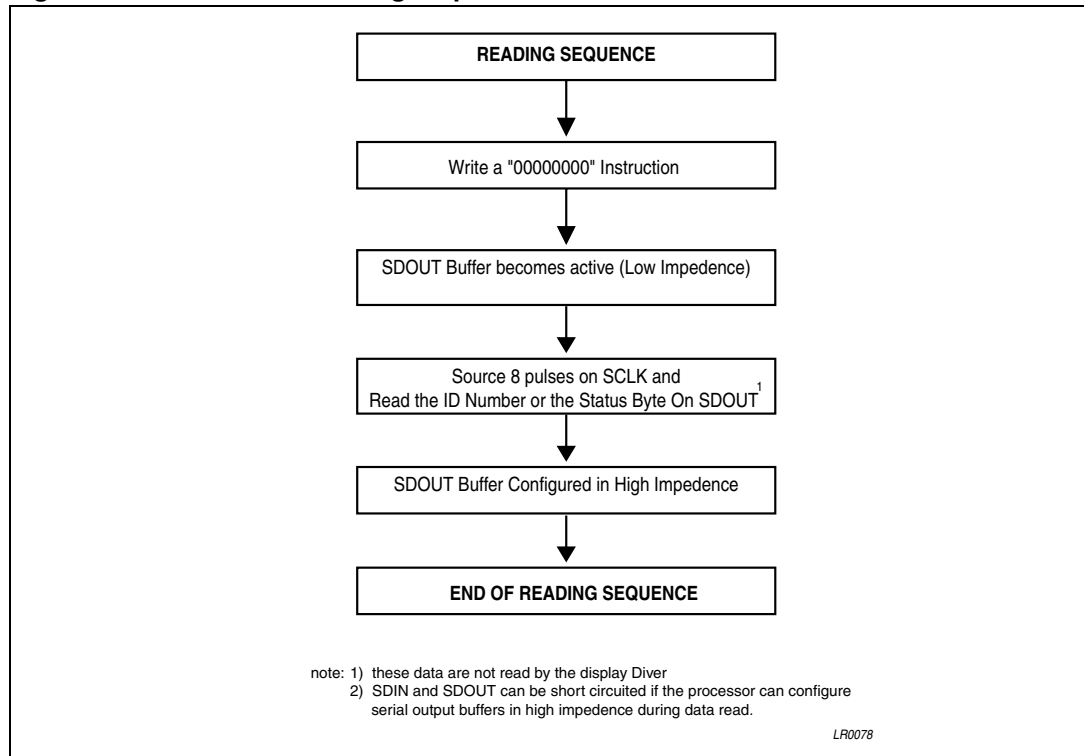 READING SEQUENCE
Write a "00000000" Instruction
SDOUT Buffer becomes active (Low Impedence)
Source 8 pulses on SCLK and
Read the ID Number or the Status Byte On SDOUT 1
SDOUT Buffer Configured in High Impedence
END OF READING SEQUENCE
note: 1) these data are not read by the display Diver
2) SDIN and SDOUT can be short circuited if the processor can configure
serial output buffers in high impedence during data read.
LR0078